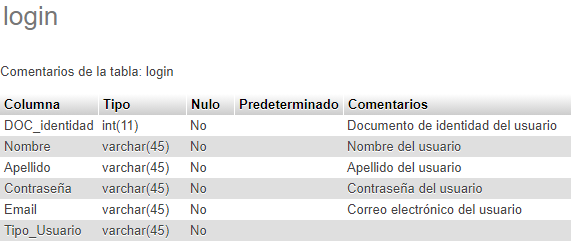 login
Comentarios de la tabla: login
Columna Tipo Nulo Predeterminado Comentarios
DOC_identidad int(11) No Documento de identidad del usuario
Nombre varchar(45) No Nombre del usuario
Apellido varchar(45) No Apellido del usuario
Contraseña varchar(45) No Contraseña del usuario
Email varchar(45) No Correo electrónico del usuario
Tipo_Usuario varchar(45) No